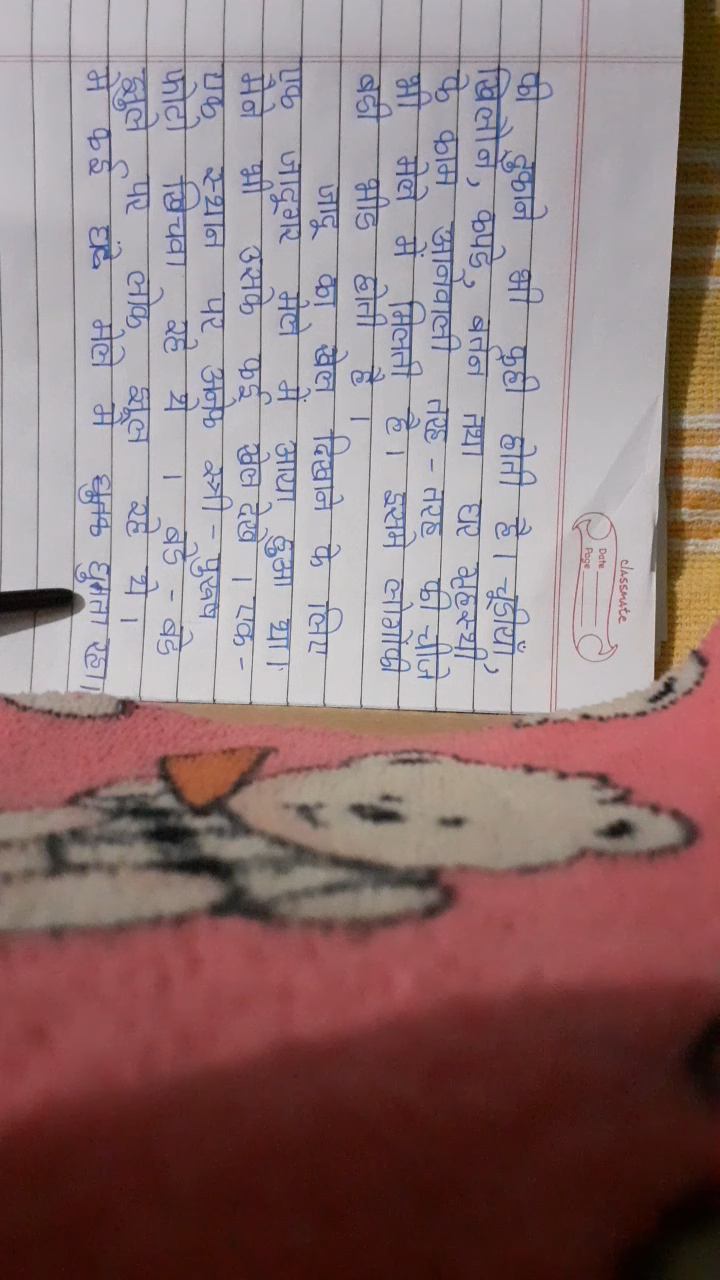 classmate
Date
Page
की दुकाने भी फूही होती है। चूडीयाँ,
खिलौने, कपडे, बर्तन तथा घर गृहस्थी
के काम आनेवाली तरह - तरह की चीजे
भी मेले में मिलती है। इसमे लोगोकी
बडी भीड होती है।
जादू का खेल दिखाने के लिए
एक जादूगर मेले मे आया हुआ था।
मैने भी उसके कई खेल देखे। एक -
एक स्थान पर अनेक स्त्री - पुरुष
फोटो खिचवा रहे थे। बडे - बडे
झुले पर लोक झूल रहे थे।
मे कई घंटे मेले मे घुमता रहा।